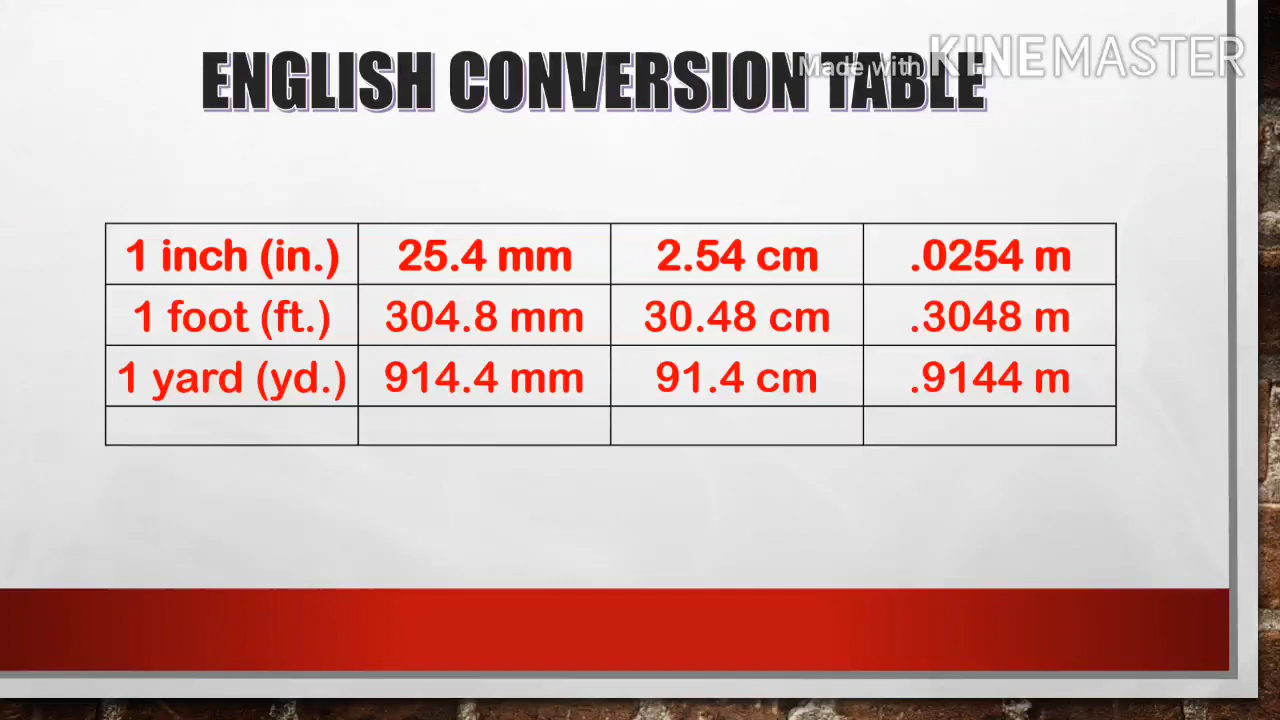 ENGLISH CONVERSION TABLE
Made with KINEMASTER
1 inch (in.) 25.4 mm 2.54 cm .0254 m
1 foot (ft.) 304.8 mm 30.48 cm .3048 m
1 yard (yd.) 914.4 mm 91.4 cm .9144 m